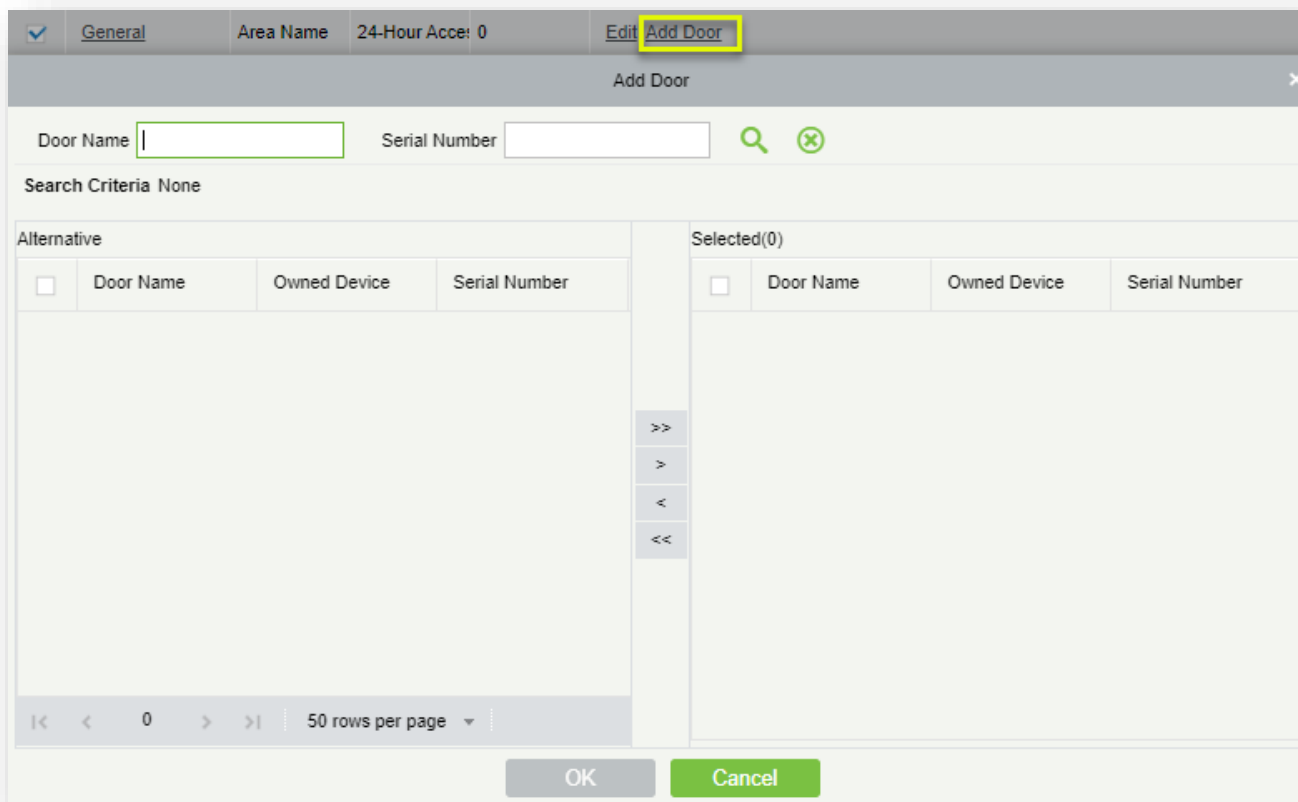 General Area Name 24-Hour Acce 0 Edit Add Door
Add Door
Door Name Serial Number
Search Criteria None
Alternative Selected(0)
Door Name Owned Device Serial Number Door Name Owned Device Serial Number
>>
>
<
<<
0 50 rows per page
OK Cancel